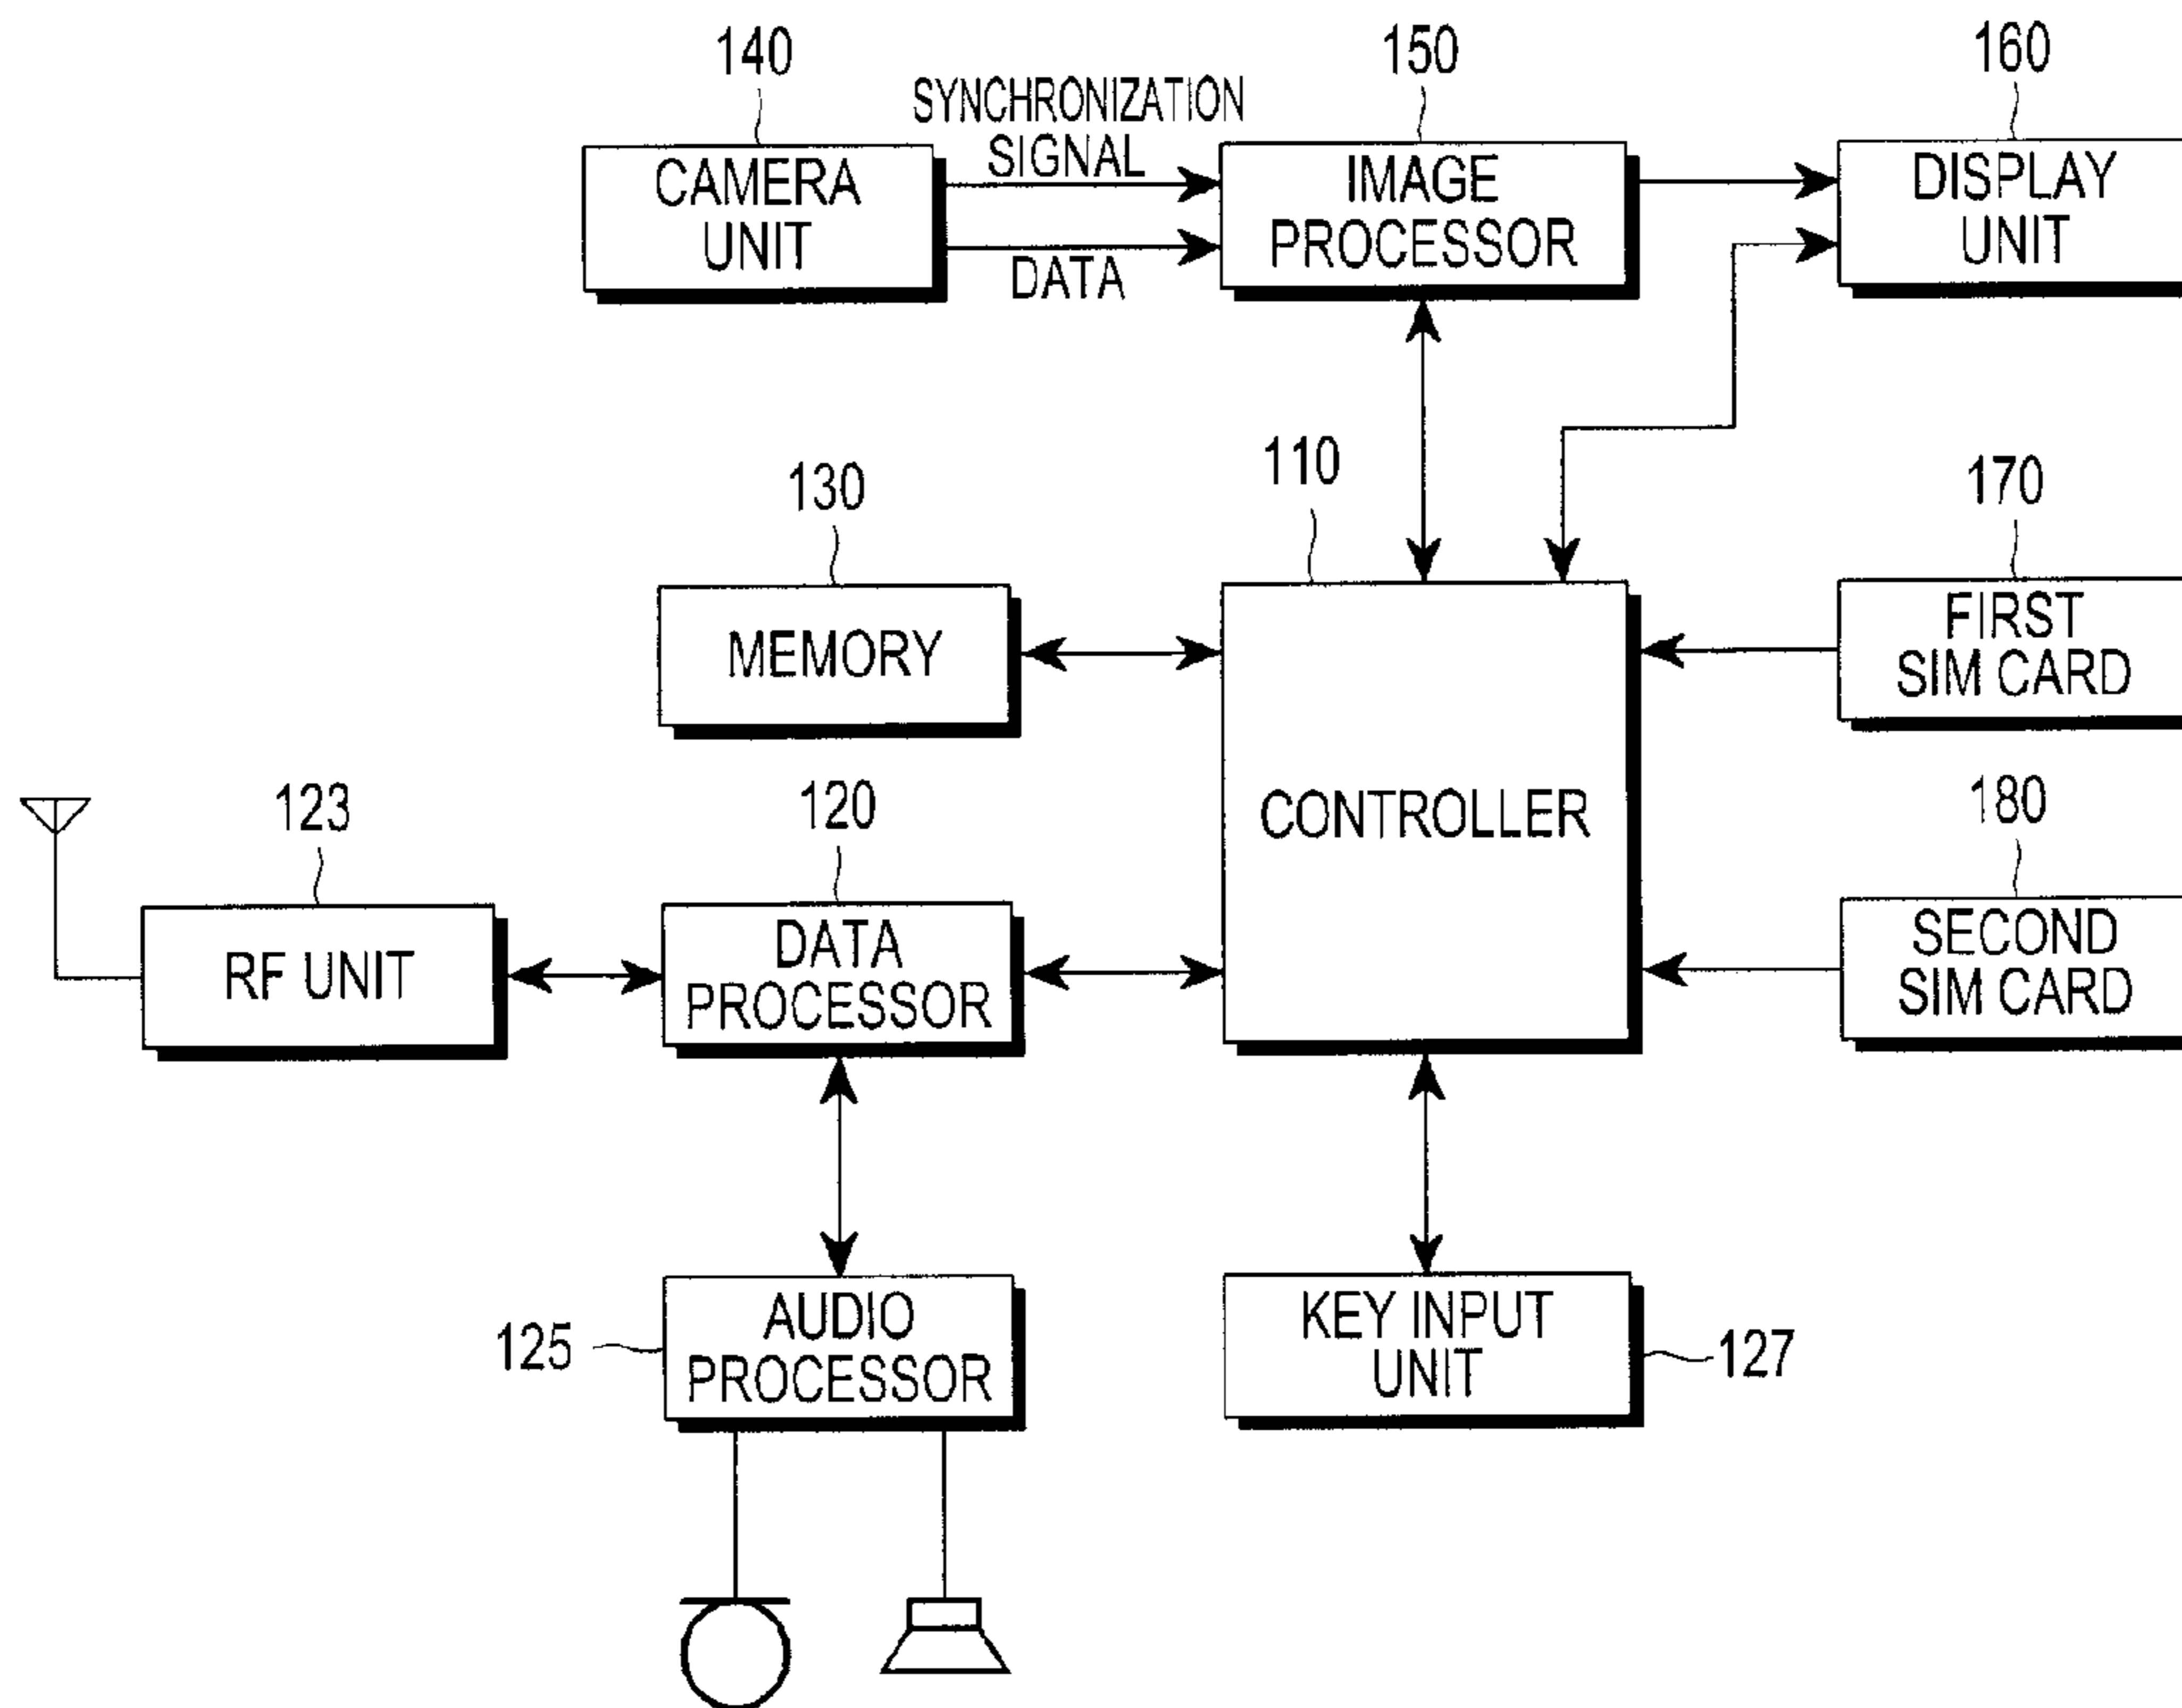 140
150
160
SYNCHRONIZATION
SIGNAL
CAMERA
UNIT
DATA
IMAGE
PROCESSOR
DISPLAY
UNIT
130
110
170
MEMORY
FIRST
SIM CARD
123
120
CONTROLLER
180
RF UNIT
DATA
PROCESSOR
SECOND
SIM CARD
125
AUDIO
PROCESSOR
KEY INPUT
UNIT
127